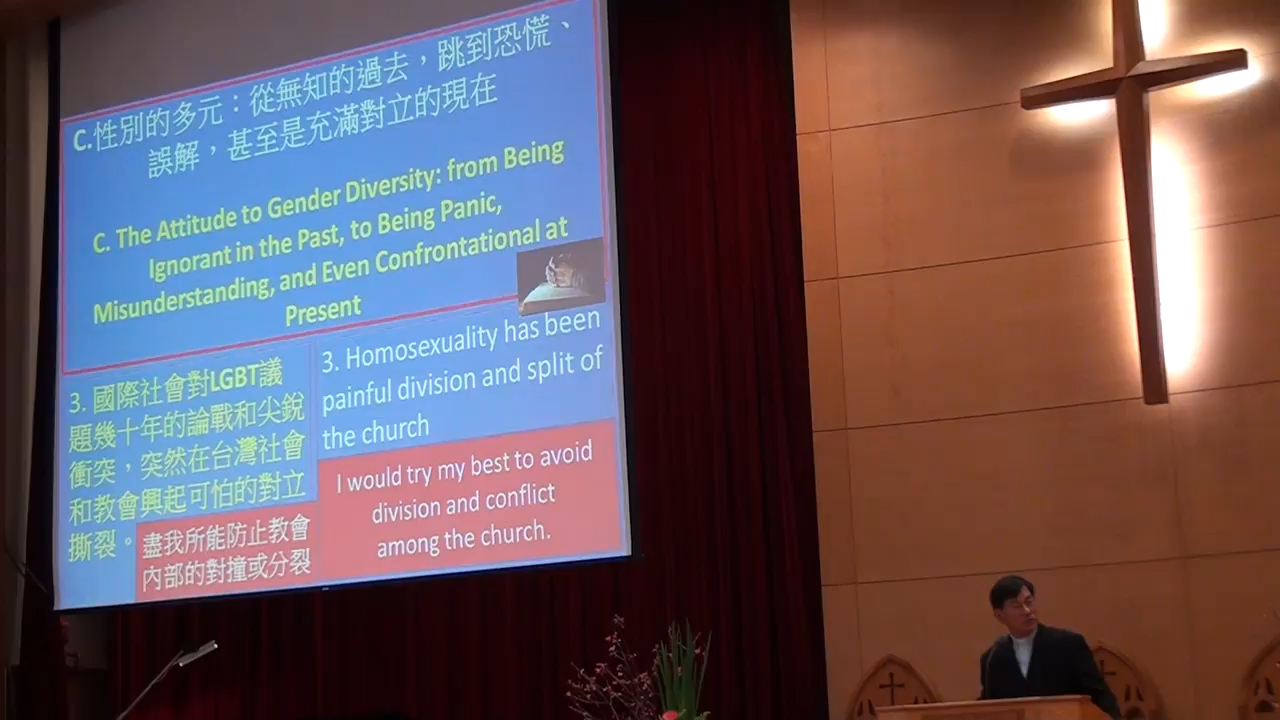 C.性別的多元：從無知的過去，跳到恐慌、
誤解，甚至是充滿對立的現在
C. The Attitude to Gender Diversity: from Being
Ignorant in the Past, to Being Panic,
Misunderstanding, and Even Confrontational at
Present
3. 國際社會對LGBT議
題幾十年的論戰和尖銳
衝突，突然在台灣社會
和教會興起可怕的對立
撕裂。
盡我所能防止教會
內部的對撞或分裂
3. Homosexuality has been
painful division and split of
the church
I would try my best to avoid
division and conflict
among the church.